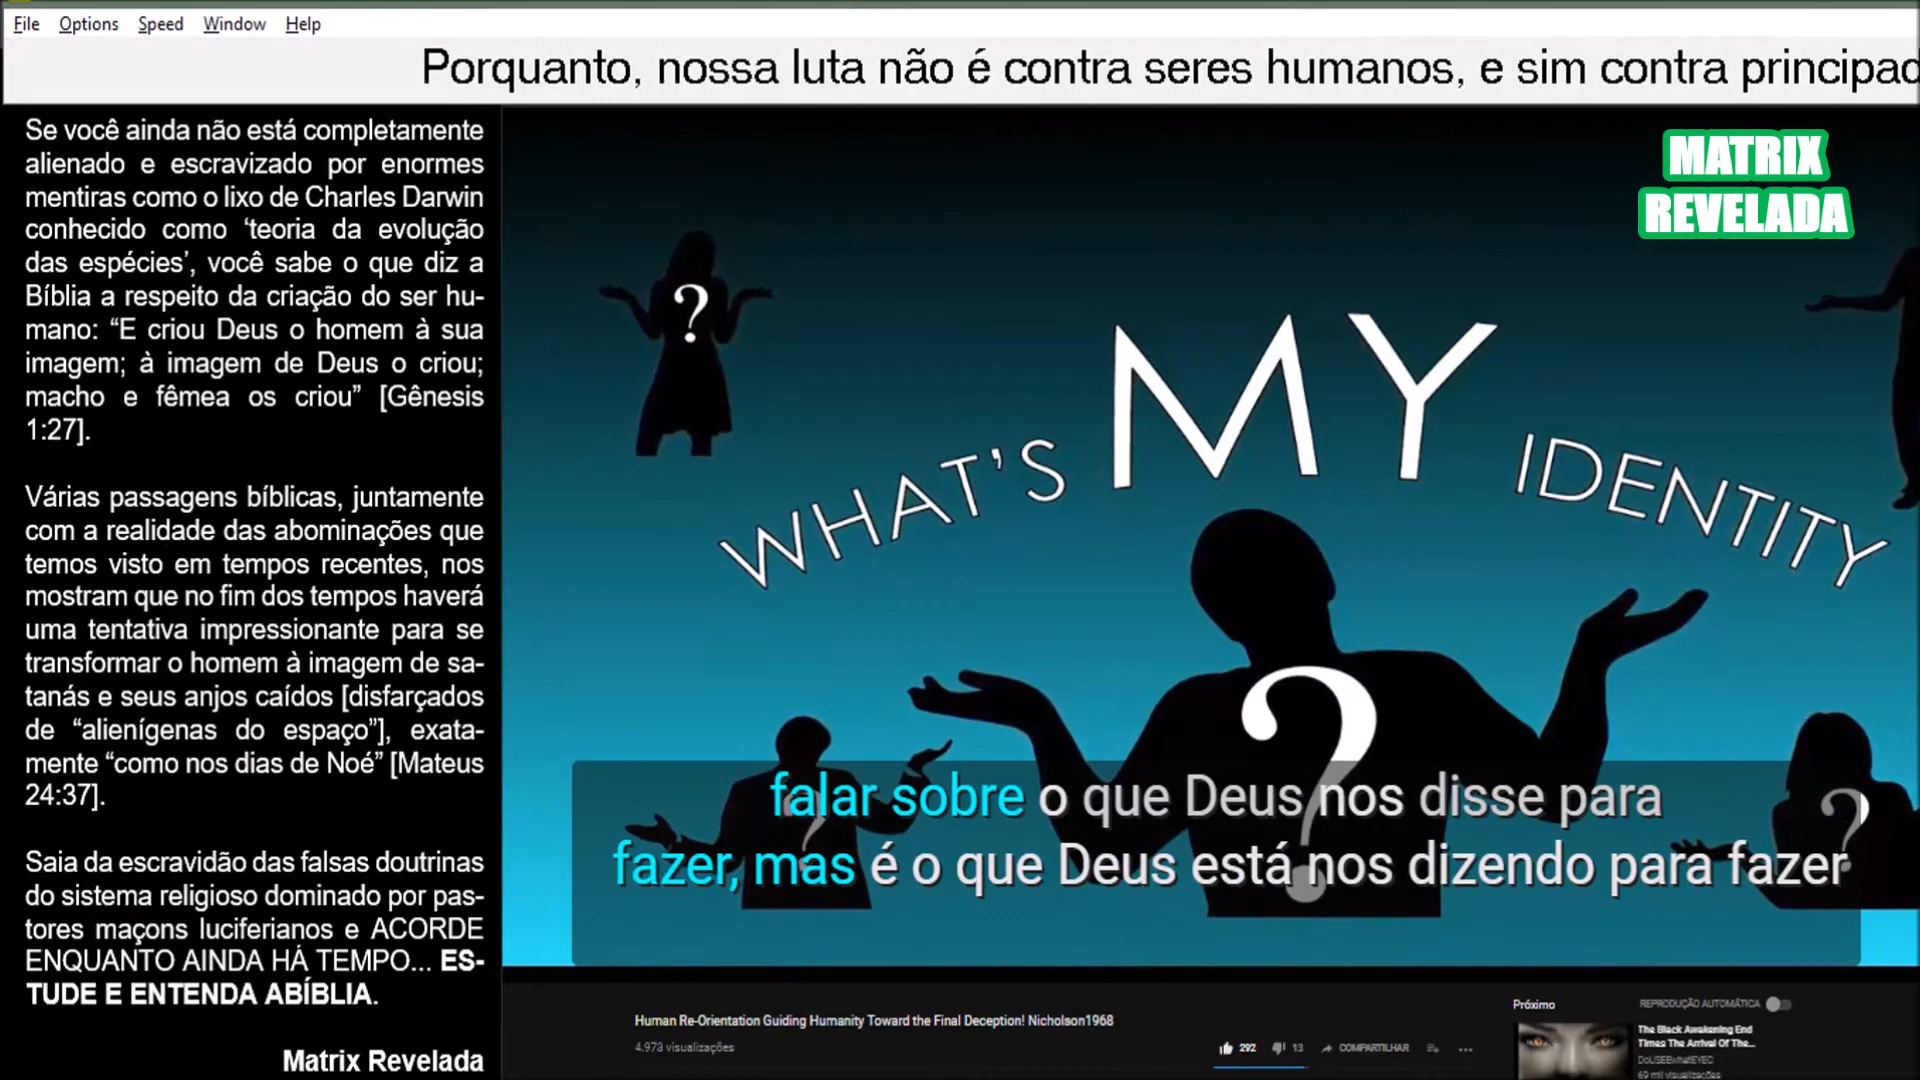 File Options Speed Window Help
Porquanto, nossa luta não é contra seres humanos, e sim contra principad
Se você ainda não está completamente
alienado e escravizado por enormes
mentiras como o lixo de Charles Darwin
conhecido como ‘teoria da evolução
das espécies’, você sabe o que diz a
Bíblia a respeito da criação do ser hu-
mano: “E criou Deus o homem à sua
imagem; à imagem de Deus o criou;
macho e fêmea os criou” [Gênesis
1:27].
Várias passagens bíblicas, juntamente
com a realidade das abominações que
temos visto em tempos recentes, nos
mostram que no fim dos tempos haverá
uma tentativa impressionante para se
transformar o homem à imagem de sa-
tanás e seus anjos caídos [disfarçados
de “alienígenas do espaço”], exata-
mente “como nos dias de Noé” [Mateus
24:37].
Saia da escravidão das falsas doutrinas
do sistema religioso dominado por pas-
tores maçons luciferianos e ACORDE
ENQUANTO AINDA HÁ TEMPO... ES-
TUDE E ENTENDA ABÍBLIA.
Matrix Revelada
MATRIX
REVELADA
?
WHAT’S MY IDENTITY
?
?
?
falar sobre o que Deus nos disse para
fazer, mas é o que Deus está nos dizendo para fazer
Human Re-Orientation Guiding Humanity Toward the Final Deception! Nicholson1968
4.973 visualizações
292 13 COMPARTILHAR
Próximo REPRODUÇÃO AUTOMÁTICA
The Black Awakening End
Times The Arrival Of The...
DoUSEEwhatEYEC
69 mil visualizações